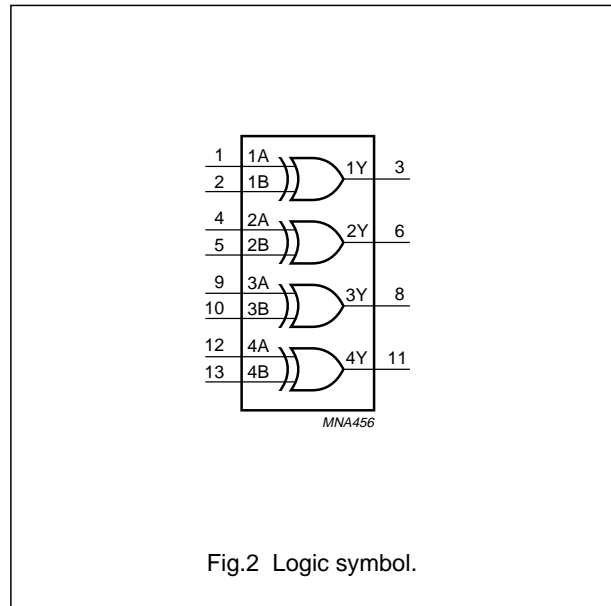 1 1A 1Y 3
2 1B
4 2A 2Y 6
5 2B
9 3A 3Y 8
10 3B
12 4A 4Y 11
13 4B
MNA456
Fig.2 Logic symbol.